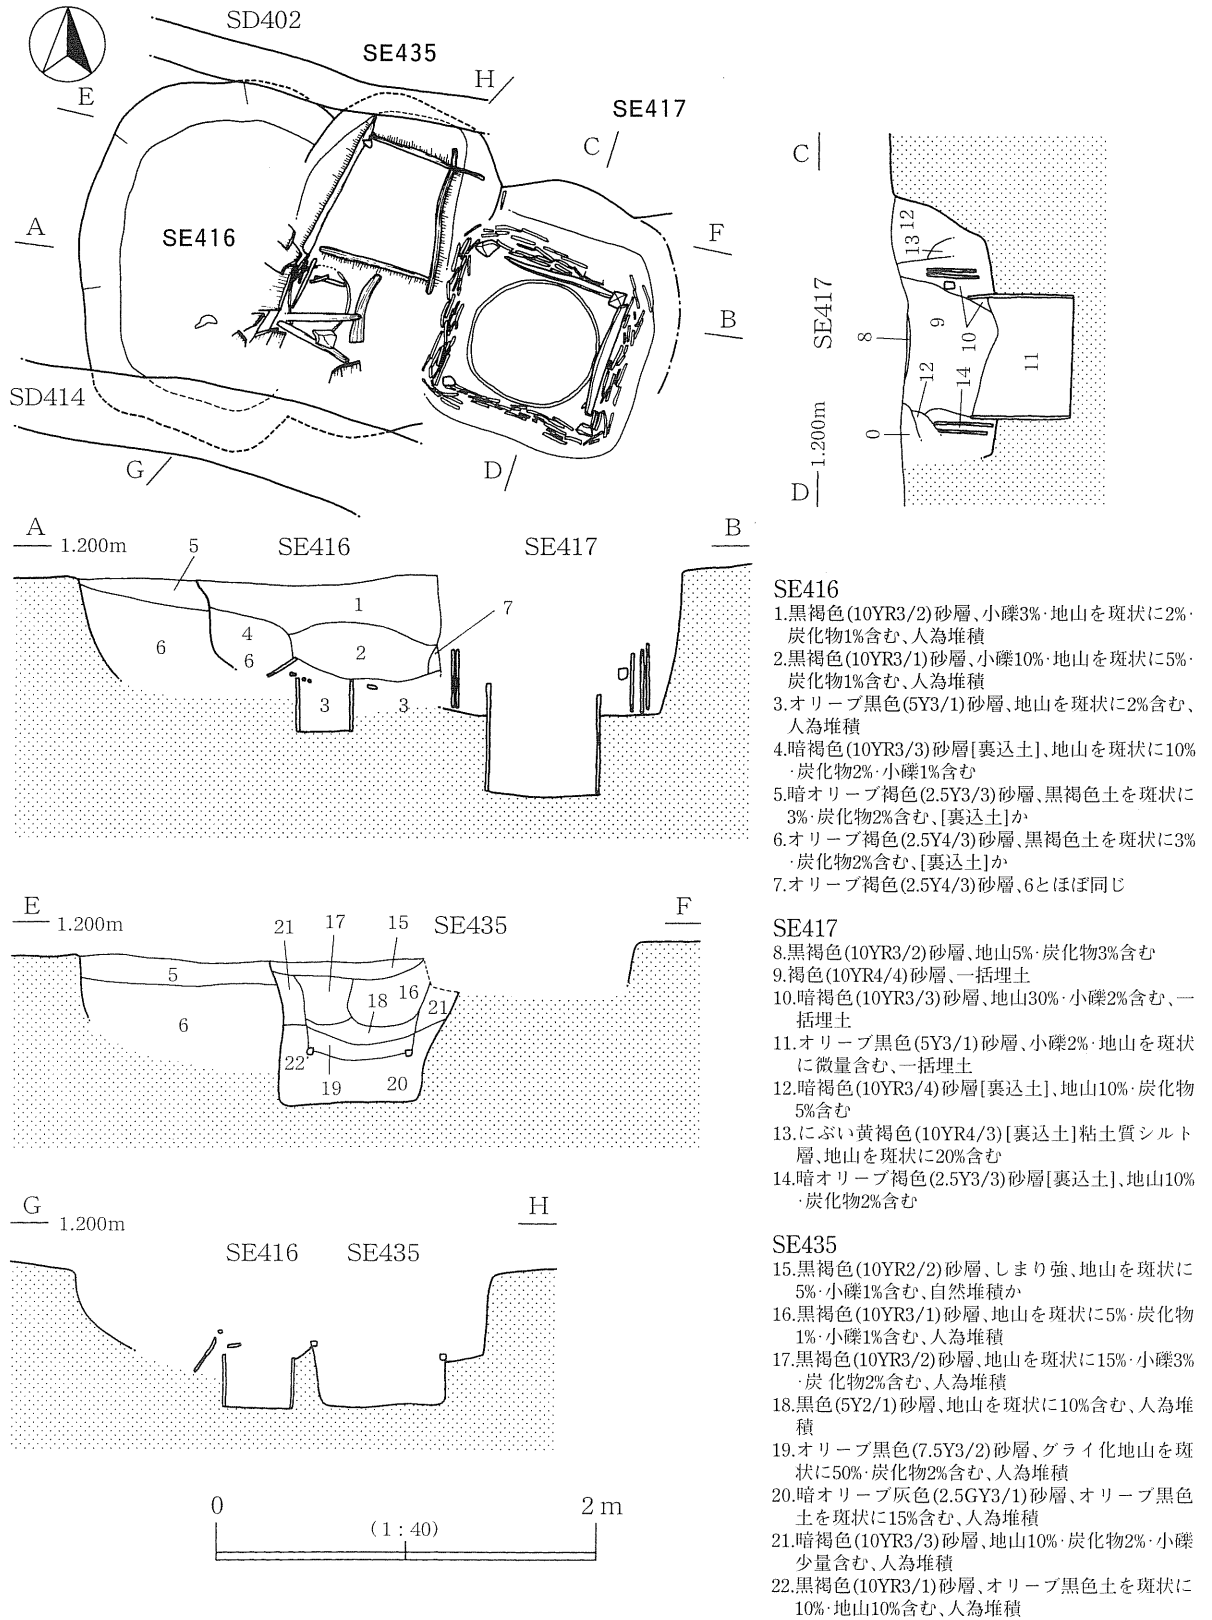 SD402
SE435
H
E
SE417
C
A
SE416
F
B
SD414
G
D
C
12
13
SE417
8
9
10
11
12
14
0
1.200m
D
A
1.200m
5
SE416
SE417
B
1
7
4
6
6
2
3
3
E
1.200m
21
17
15
SE435
F
5
16
18
21
6
22
19
20
G
1.200m
H
SE416
SE435
0
2m
(1:40)
SE416
1.黒褐色(10YR3/2)砂層、小礫3%·地山を斑状に2%·
炭化物1%含む、人為堆積
2.黒褐色(10YR3/1)砂層、小礫10%·地山を斑状に5%·
炭化物1%含む、人為堆積
3.オリーブ黒色(5Y3/1)砂層、地山を斑状に2%含む、
人為堆積
4.暗褐色(10YR3/3)砂層[裏込土]、地山を斑状に10%
·炭化物2%·小礫1%含む
5.暗オリーブ褐色(2.5Y3/3)砂層、黒褐色土を斑状に
3%·炭化物2%含む、[裏込土]か
6.オリーブ褐色(2.5Y4/3)砂層、黒褐色土を斑状に3%
·炭化物2%含む、[裏込土]か
7.オリーブ褐色(2.5Y4/3)砂層、6とほぼ同じ
SE417
8.黒褐色(10YR3/2)砂層、地山5%·炭化物3%含む
9.褐色(10YR4/4)砂層、一括埋土
10.暗褐色(10YR3/3)砂層、地山30%·小礫2%含む、一
括埋土
11.オリーブ黒色(5Y3/1)砂層、小礫2%·地山を斑状
に微量含む、一括埋土
12.暗褐色(10YR3/4)砂層[裏込土]、地山10%·炭化物
5%含む
13.にぶい黄褐色(10YR4/3)[裏込土]粘土質シルト
層、地山を斑状に20%含む
14.暗オリーブ褐色(2.5Y3/3)砂層[裏込土]、地山10%
·炭化物2%含む
SE435
15.黒褐色(10YR2/2)砂層、しまり強、地山を斑状に
5%·小礫1%含む、自然堆積か
16.黒褐色(10YR3/1)砂層、地山を斑状に5%·炭化物
1%·小礫1%含む、人為堆積
17.黒褐色(10YR3/2)砂層、地山を斑状に15%·小礫3%
·炭 化物2%含む、人為堆積
18.黒色(5Y2/1)砂層、地山を斑状に10%含む、人為堆
積
19.オリーブ黒色(7.5Y3/2)砂層、グライ化地山を斑
状に50%·炭化物2%含む、人為堆積
20.暗オリーブ灰色(2.5GY3/1)砂層、オリーブ黒色
土を斑状に15%含む、人為堆積
21.暗褐色(10YR3/3)砂層、地山10%·炭化物2%·小礫
少量含む、人為堆積
22.黒褐色(10YR3/1)砂層、オリーブ黒色土を斑状に
10%·地山10%含む、人為堆積